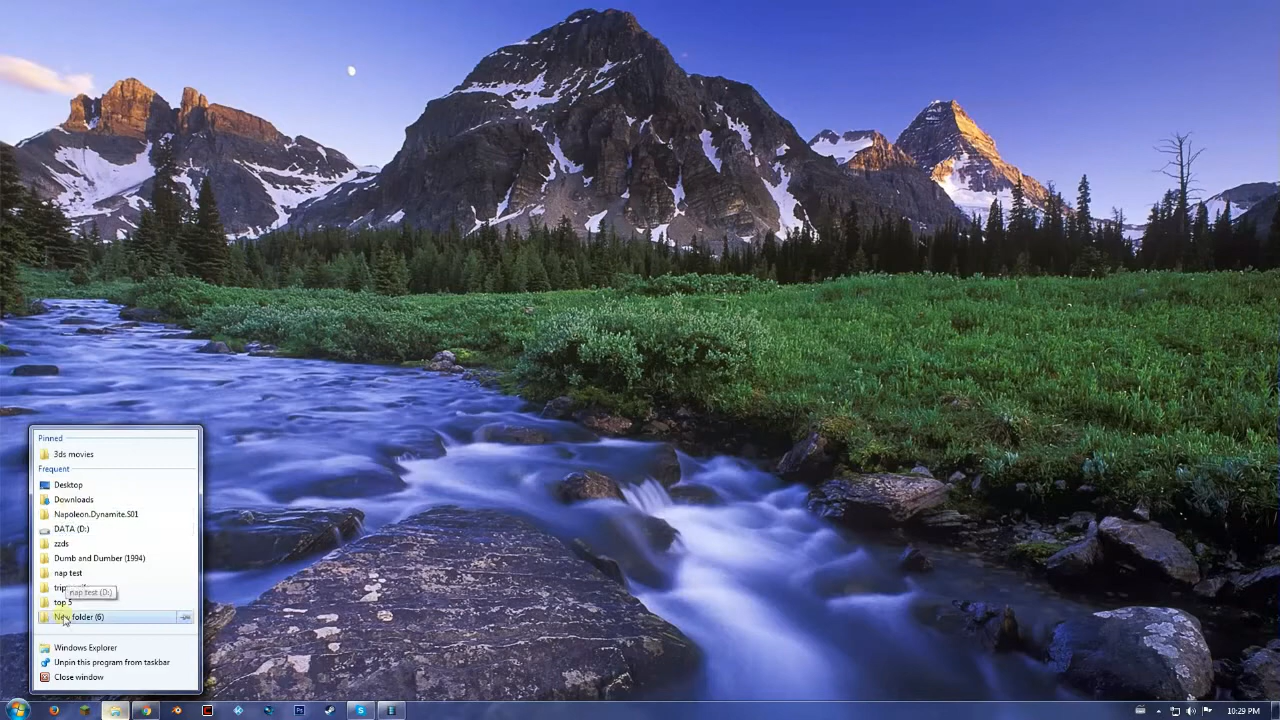 Pinned
3ds movies
Frequent
Desktop
Downloads
Napoleon.Dynamite.S01
DATA (D:)
zzds
Dumb and Dumber (1994)
nap test
nap test (D:)
top 5
New folder (6)
Windows Explorer
Unpin this program from taskbar
Close window
10:29 PM